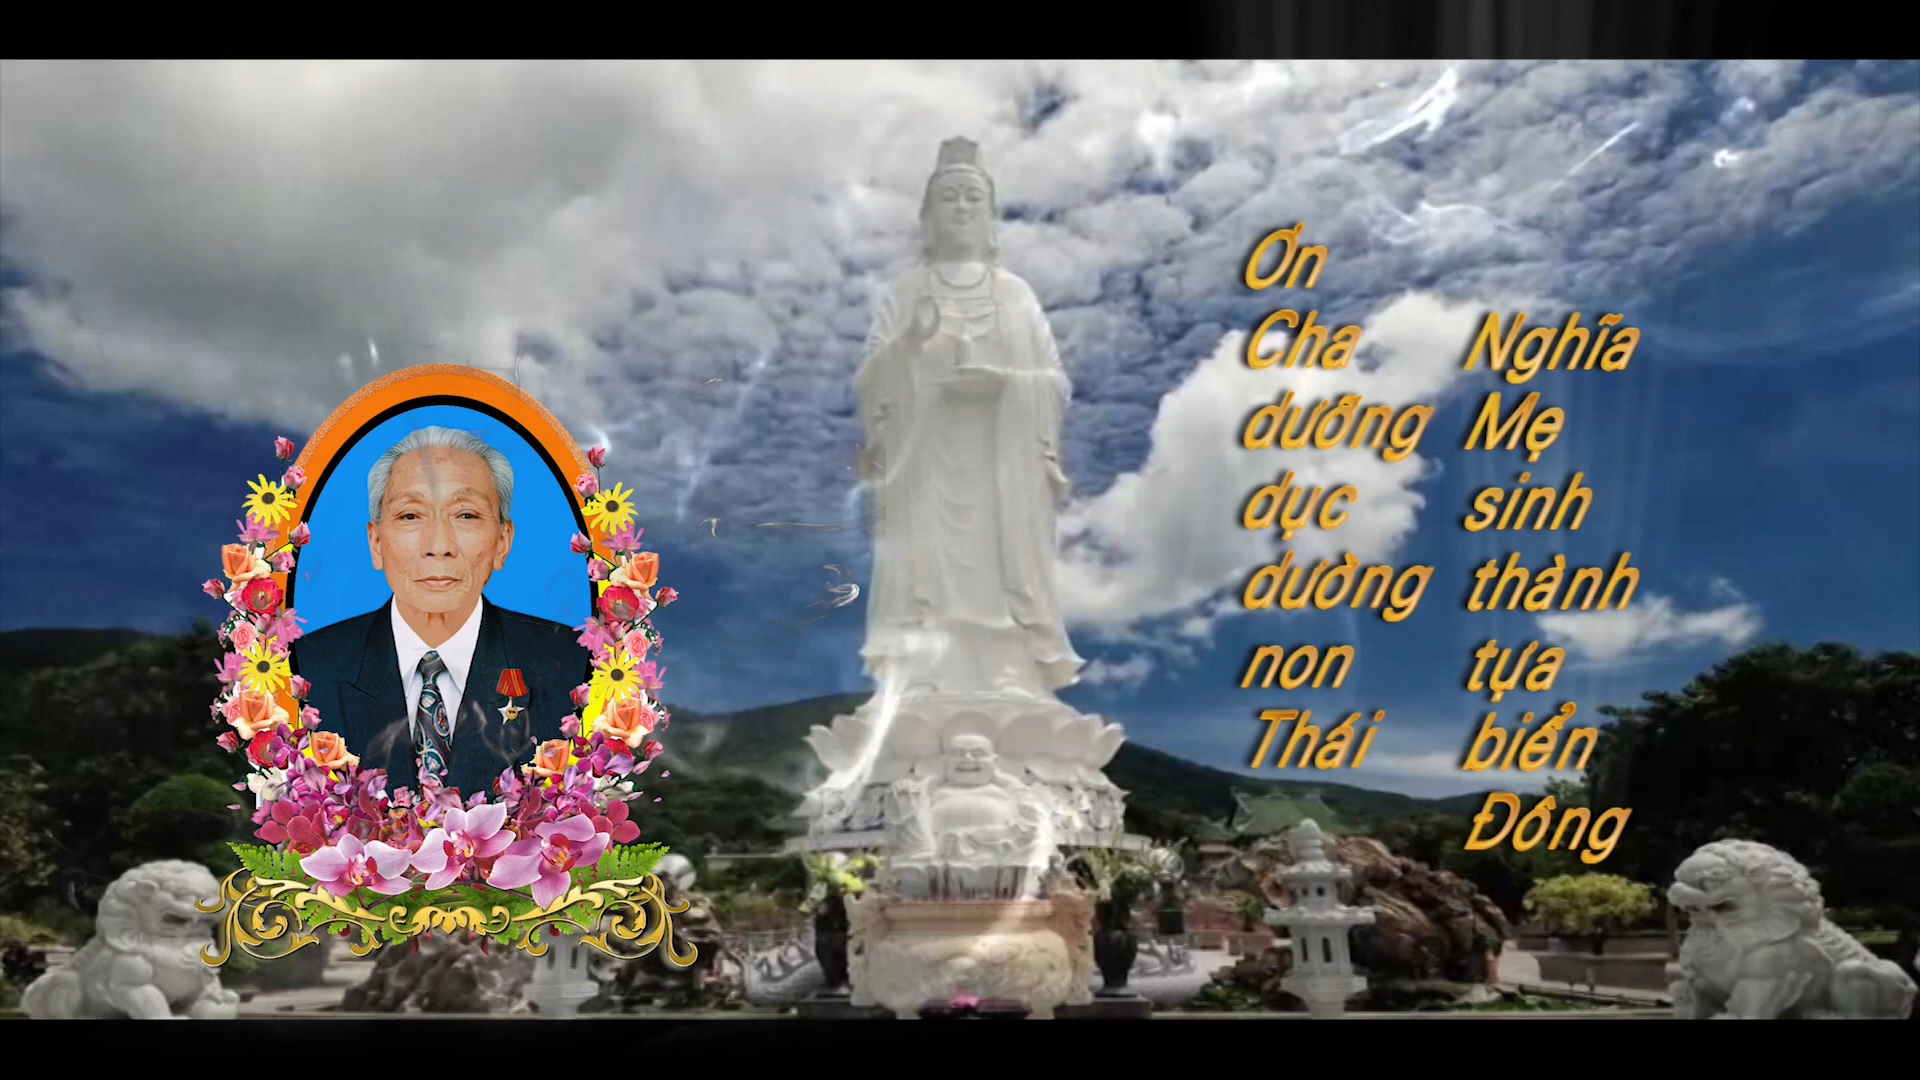 Ơn
Cha
dưỡng
dục
dường
non
Thái
Nghĩa
Mẹ
sinh
thành
tựa
biển
Đông